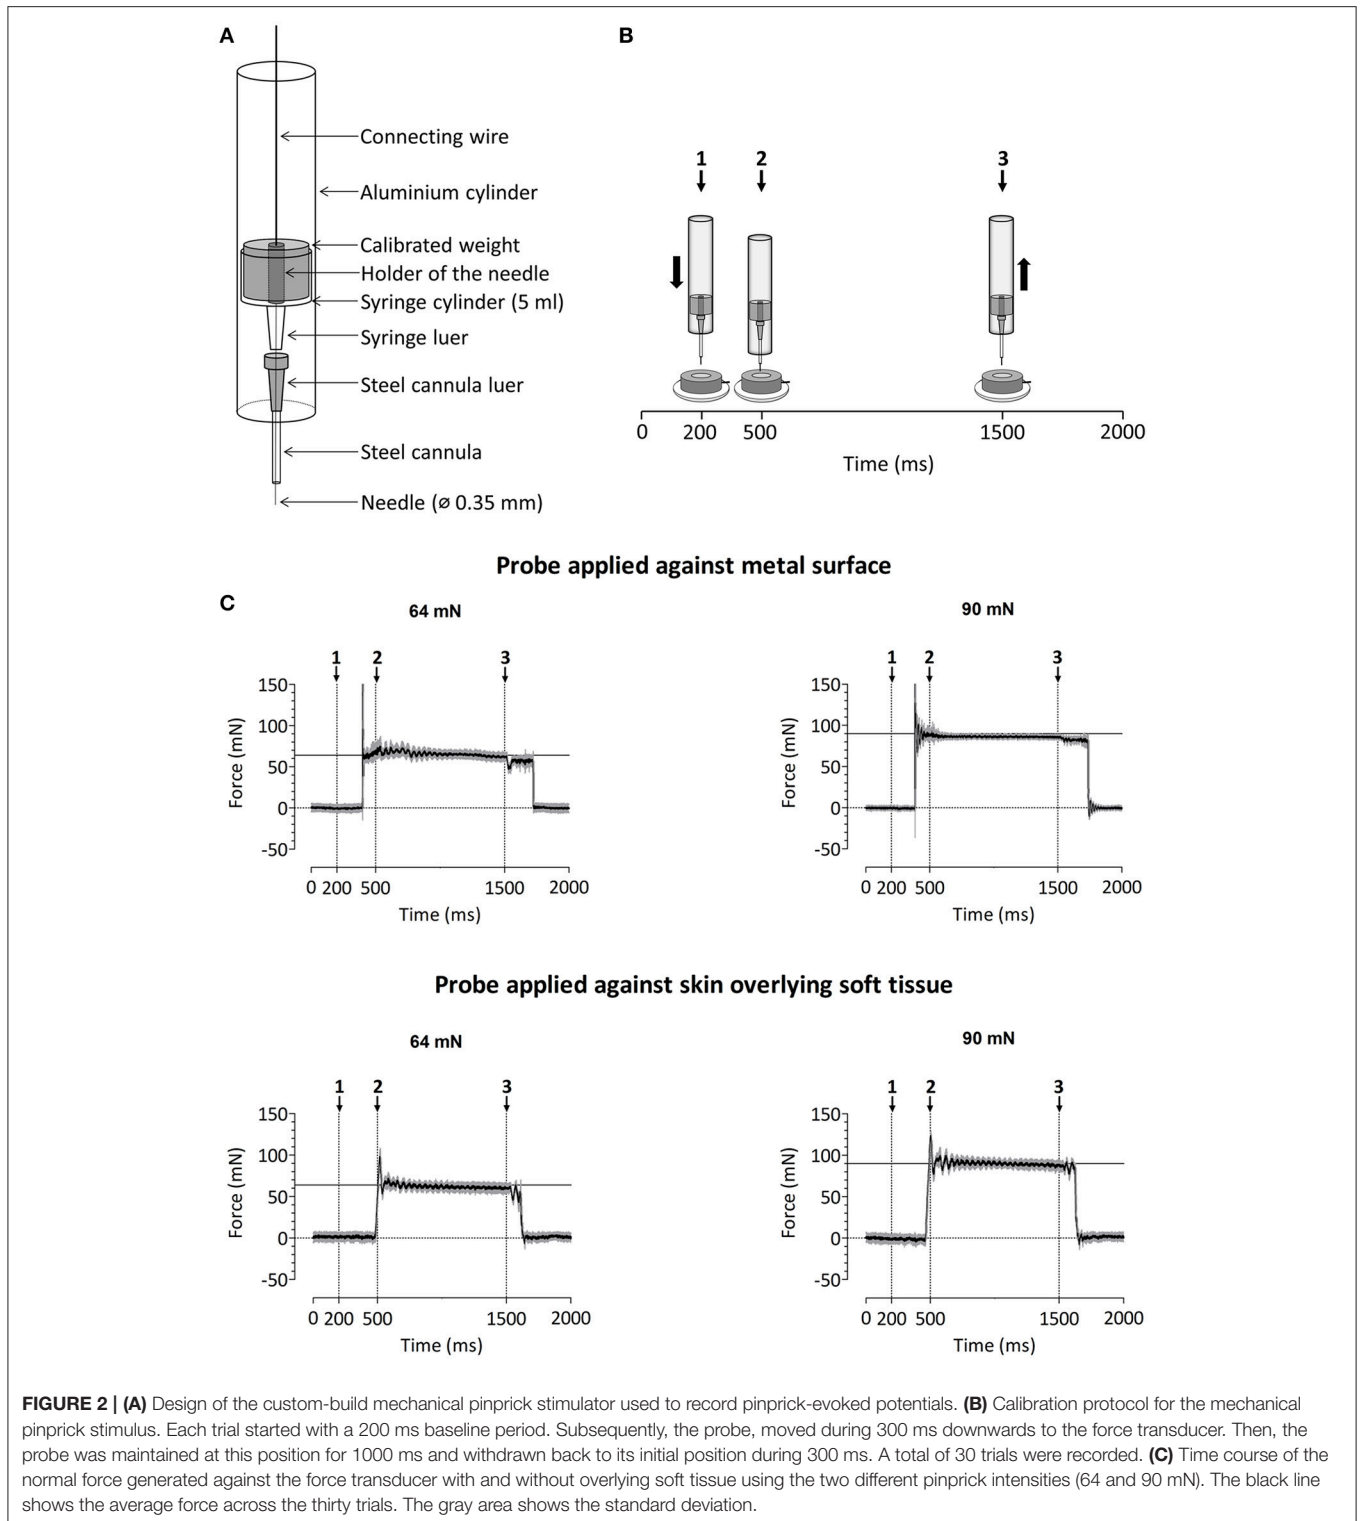 A
Connecting wire
Aluminium cylinder
Calibrated weight
Holder of the needle
Syringe cylinder (5 ml)
Syringe luer
Steel cannula luer
Steel cannula
Needle (ø 0.35 mm)
B
1 2 3
0 200 500 1500 2000
Time (ms)
Probe applied against metal surface
C
64 mN
1 2 3
150
100
50
0
-50
Force (mN)
0 200 500 1500 2000
Time (ms)
90 mN
1 2 3
150
100
50
0
-50
Force (mN)
0 200 500 1500 2000
Time (ms)
Probe applied against skin overlying soft tissue
64 mN
1 2 3
150
100
50
0
-50
Force (mN)
0 200 500 1500 2000
Time (ms)
90 mN
1 2 3
150
100
50
0
-50
Force (mN)
0 200 500 1500 2000
Time (ms)
FIGURE 2 | (A) Design of the custom-build mechanical pinprick stimulator used to record pinprick-evoked potentials. (B) Calibration protocol for the mechanical
pinprick stimulus. Each trial started with a 200 ms baseline period. Subsequently, the probe, moved during 300 ms downwards to the force transducer. Then, the
probe was maintained at this position for 1000 ms and withdrawn back to its initial position during 300 ms. A total of 30 trials were recorded. (C) Time course of the
normal force generated against the force transducer with and without overlying soft tissue using the two different pinprick intensities (64 and 90 mN). The black line
shows the average force across the thirty trials. The gray area shows the standard deviation.